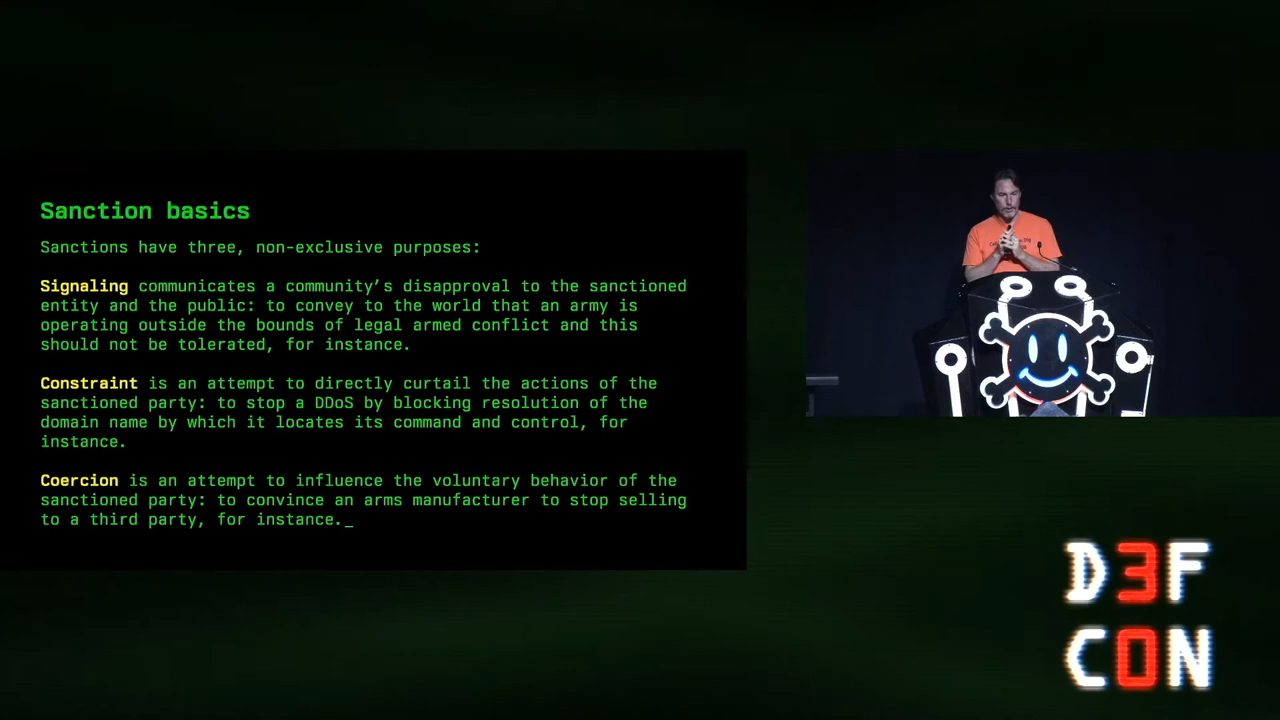 Sanction basics
Sanctions have three, non-exclusive purposes:
Signaling communicates a community’s disapproval to the sanctioned
entity and the public: to convey to the world that an army is
operating outside the bounds of legal armed conflict and this
should not be tolerated, for instance.
Constraint is an attempt to directly curtail the actions of the
sanctioned party: to stop a DDoS by blocking resolution of the
domain name by which it locates its command and control, for
instance.
Coercion is an attempt to influence the voluntary behavior of the
sanctioned party: to convince an arms manufacturer to stop selling
to a third party, for instance._
D3F
C0N